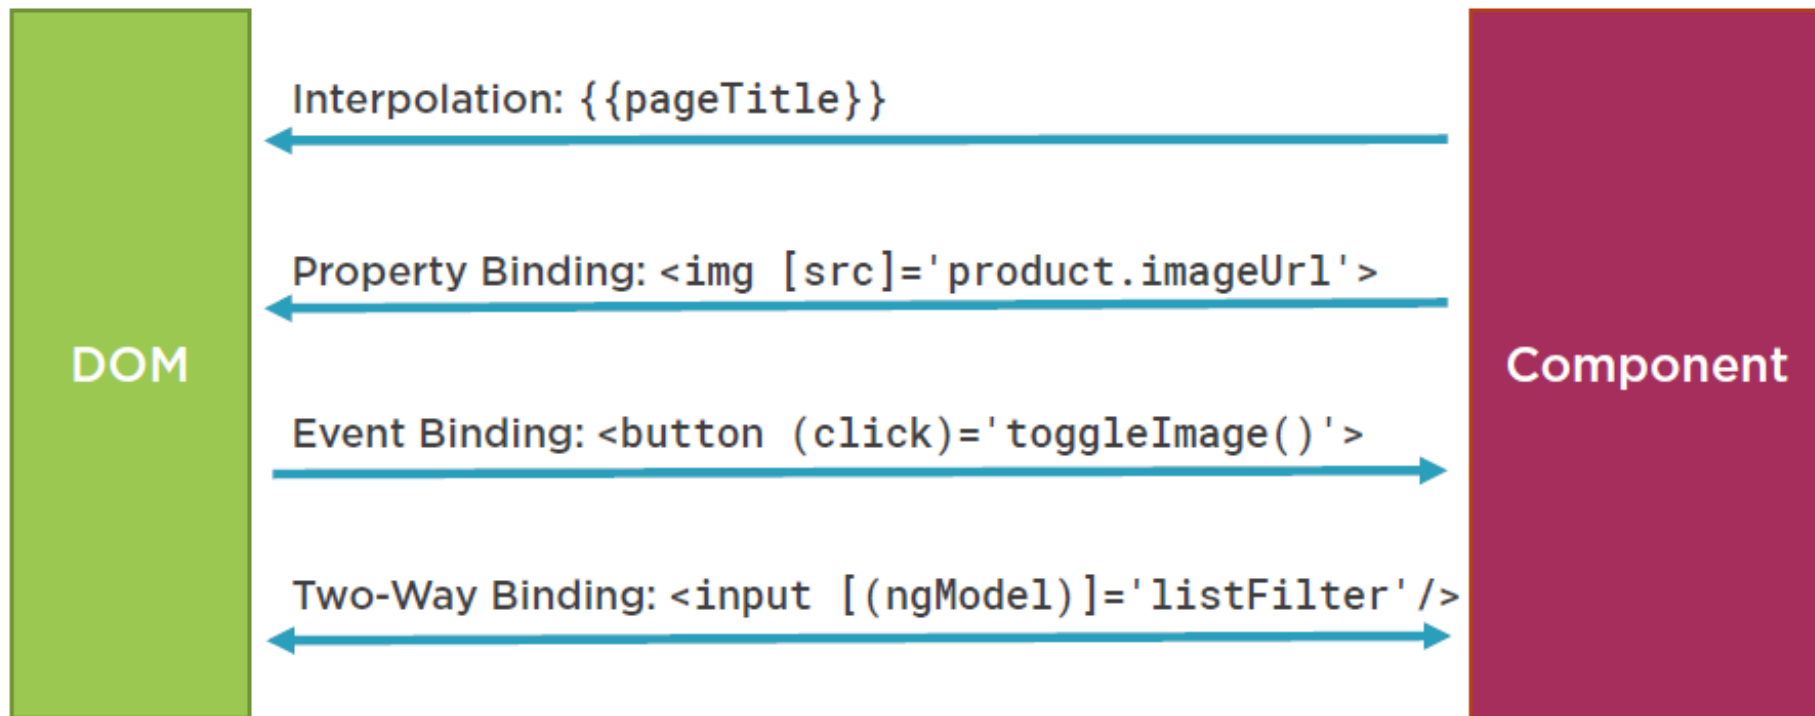 Interpolation: {{pageTitle}}
Property Binding: <img [src]='product.imageUrl'>
DOM
Component
Event Binding: <button (click)='toggleImage()'>
Two-Way Binding: <input [(ngModel)]='listFilter'/>